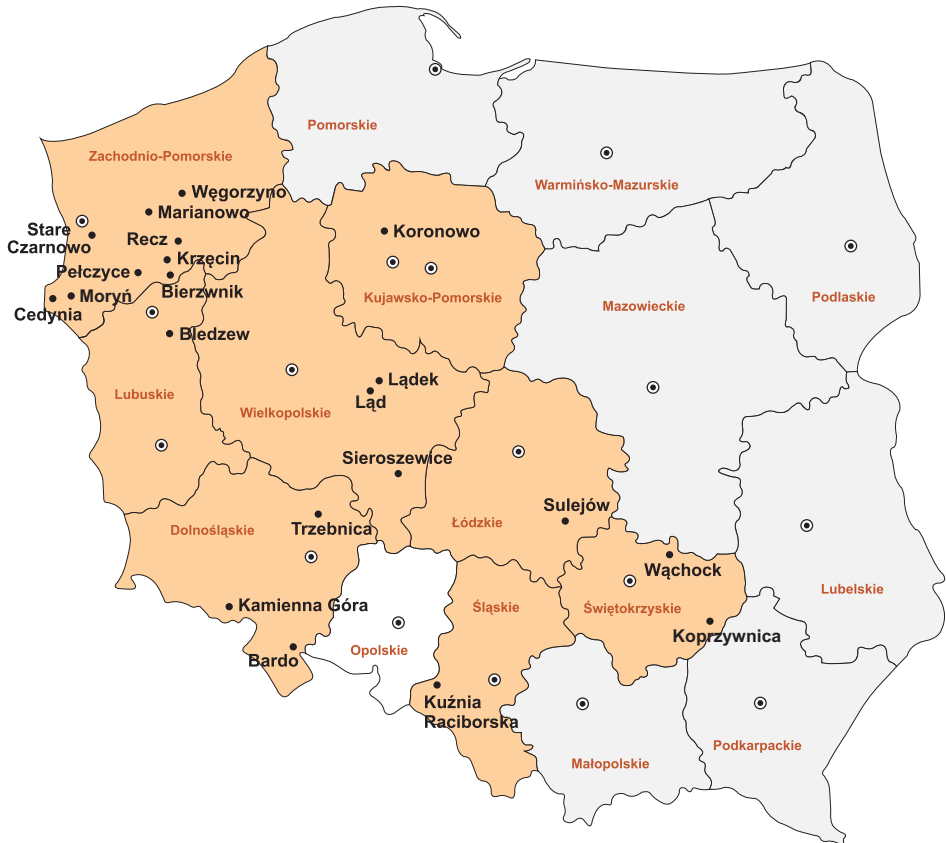 Pomorskie
Zachodnio-Pomorskie
Warmińsko-Mazurskie
Węgorzyno
Marianowo
Stare
Czarnowo
Recz
Koronowo
Krzęcin
Pełczyce
Bierzwnik
Moryń
Cedynia
Kujawsko-Pomorskie
Mazowieckie
Podlaskie
Bledzew
Lubuskie
Lądek
Ląd
Wielkopolskie
Sieroszewice
Sulejów
Łódzkie
Dolnośląskie
Trzebnica
Wąchock
Lubelskie
Kamienna Góra
Śląskie
Świętokrzyskie
Koprzywnica
Opolskie
Bardo
Kuźnia
Raciborska
Podkarpackie
Małopolskie